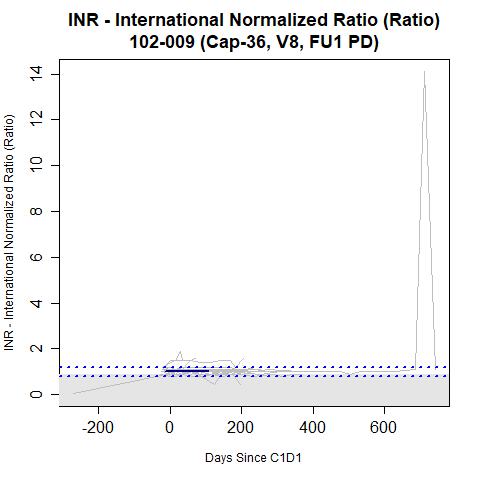 INR - International Normalized Ratio (Ratio)
102-009 (Cap-36, V8, FU1 PD)
INR - International Normalized Ratio (Ratio)
14
12
10
8
6
4
2
0
-200 0 200 400 600
Days Since C1D1